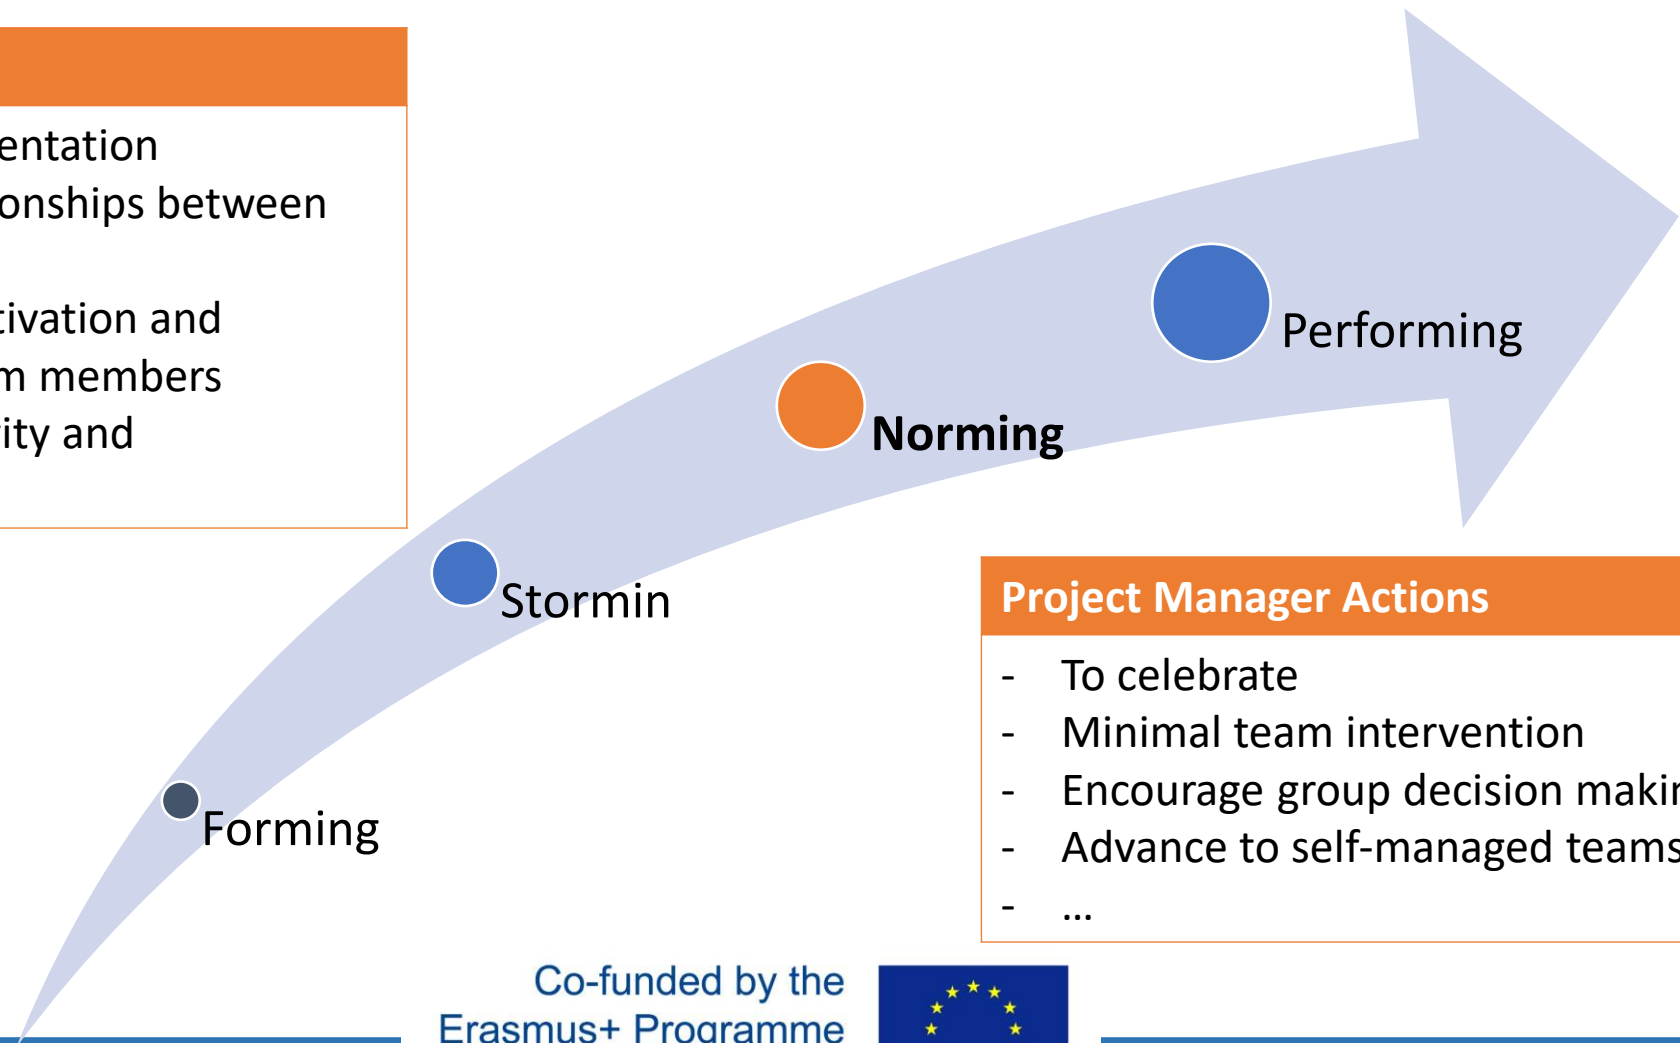 entation
onships between
tivation and
m members
ity and
Performing
Norming
Stormin
Forming
Project Manager Actions
- To celebrate
- Minimal team intervention
- Encourage group decision makin
- Advance to self-managed teams
- ...
Co-funded by the
Erasmus+ Programme